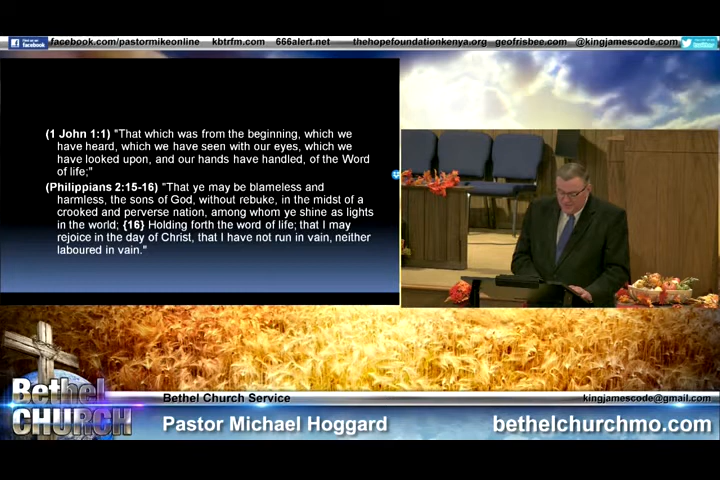 facebook.com/pastormikeonline kbtrfm.com 666alert.net thehopefoundationkenya.org geofrisbee.com @kingjamescode.com
(1 John 1:1) "That which was from the beginning, which we
have heard, which we have seen with our eyes, which we
have looked upon, and our hands have handled, of the Word
of life;"
(Philippians 2:15-16) "That ye may be blameless and
harmless, the sons of God, without rebuke, in the midst of a
crooked and perverse nation, among whom ye shine as lights
in the world; {16} Holding forth the word of life; that I may
rejoice in the day of Christ, that I have not run in vain, neither
laboured in vain."
Bethel
CHURCH
Bethel Church Service kingjamescode@gmail.com
Pastor Michael Hoggard bethelchurchmo.com